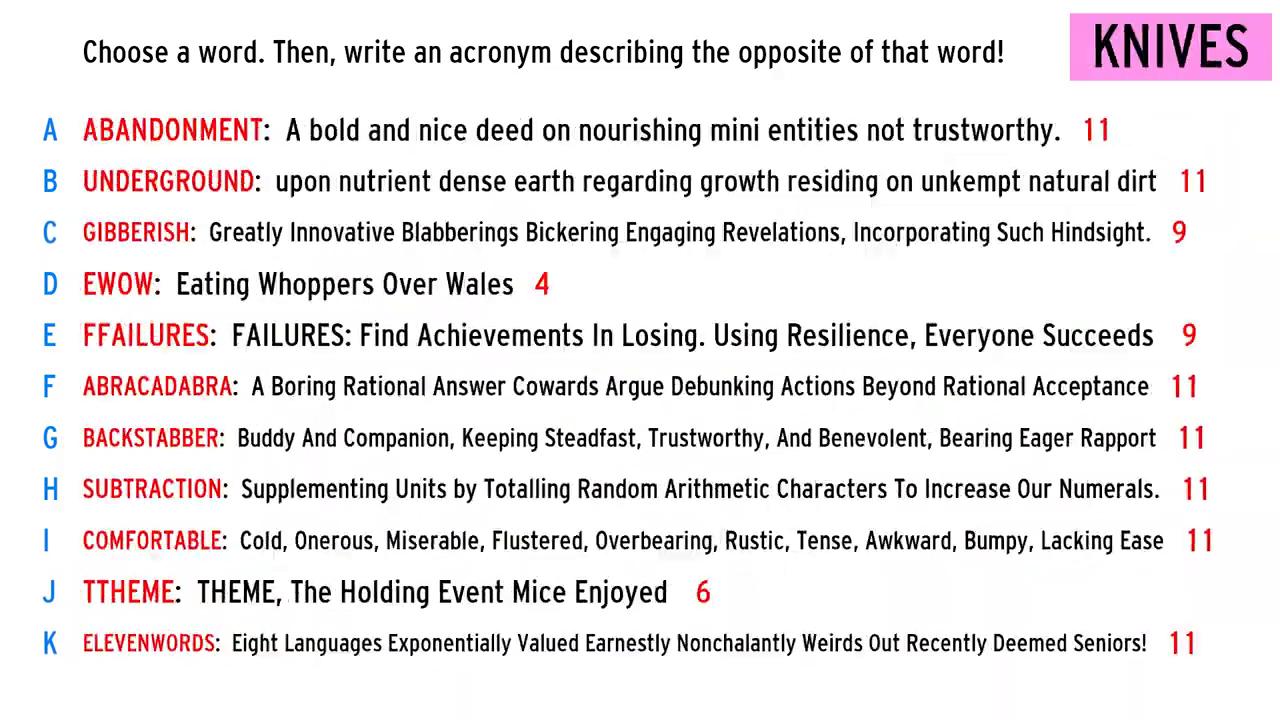 Choose a word. Then, write an acronym describing the opposite of that word!
KNIVES
A ABANDONMENT: A bold and nice deed on nourishing mini entities not trustworthy. 11
B UNDERGROUND: upon nutrient dense earth regarding growth residing on unkempt natural dirt 11
C GIBBERISH: Greatly Innovative Blabberings Bickering Engaging Revelations, Incorporating Such Hindsight. 9
D EWOW: Eating Whoppers Over Wales 4
E FFAILURES: FAILURES: Find Achievements In Losing. Using Resilience, Everyone Succeeds 9
F ABRACADABRA: A Boring Rational Answer Cowards Argue Debunking Actions Beyond Rational Acceptance 11
G BACKSTABBER: Buddy And Companion, Keeping Steadfast, Trustworthy, And Benevolent, Bearing Eager Rapport 11
H SUBTRACTION: Supplementing Units by Totalling Random Arithmetic Characters To Increase Our Numerals. 11
I COMFORTABLE: Cold, Onerous, Miserable, Flustered, Overbearing, Rustic, Tense, Awkward, Bumpy, Lacking Ease 11
J TTHEME: THEME, The Holding Event Mice Enjoyed 6
K ELEVENWORDS: Eight Languages Exponentially Valued Earnestly Nonchalantly Weirds Out Recently Deemed Seniors! 11